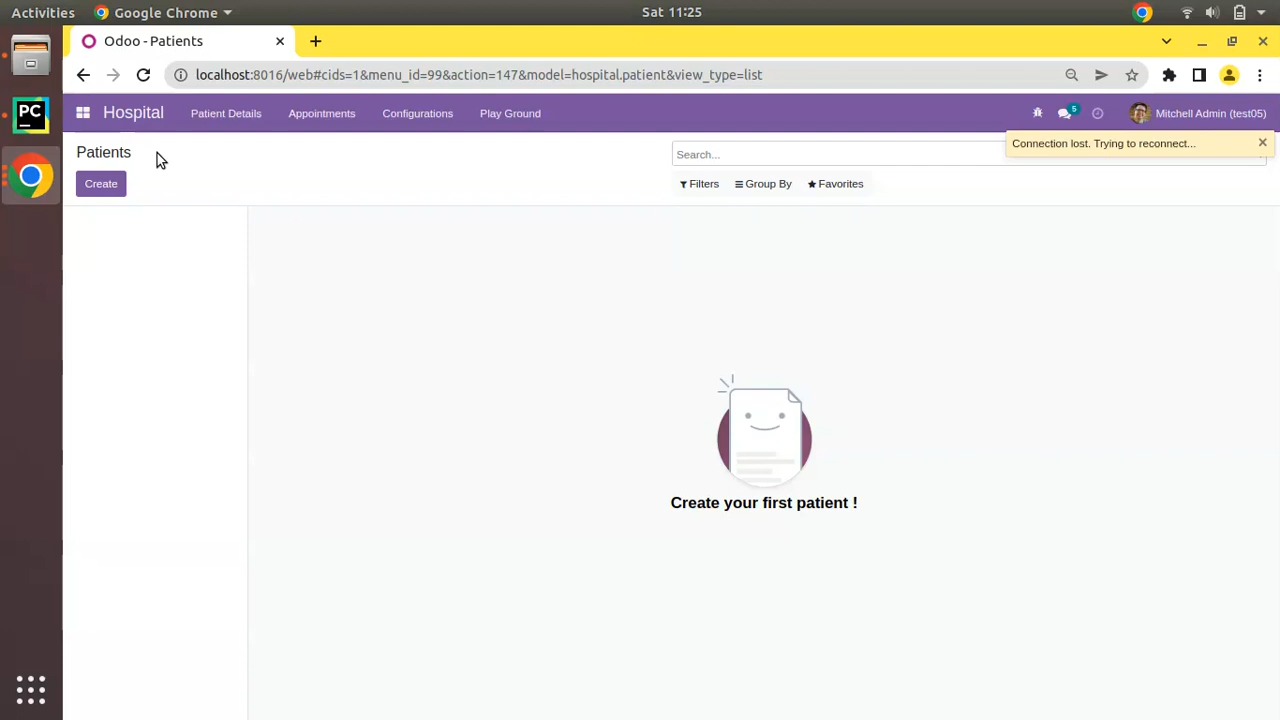 Activities
Google Chrome
Sat 11:25
Odoo - Patients
localhost:8016/web#cids=1&menu_id=99&action=147&model=hospital.patient&view_type=list
Hospital
Patient Details
Appointments
Configurations
Play Ground
5
Mitchell Admin (test05)
Connection lost. Trying to reconnect...
Patients
Search...
Create
Filters
Group By
Favorites
PC
Create your first patient !